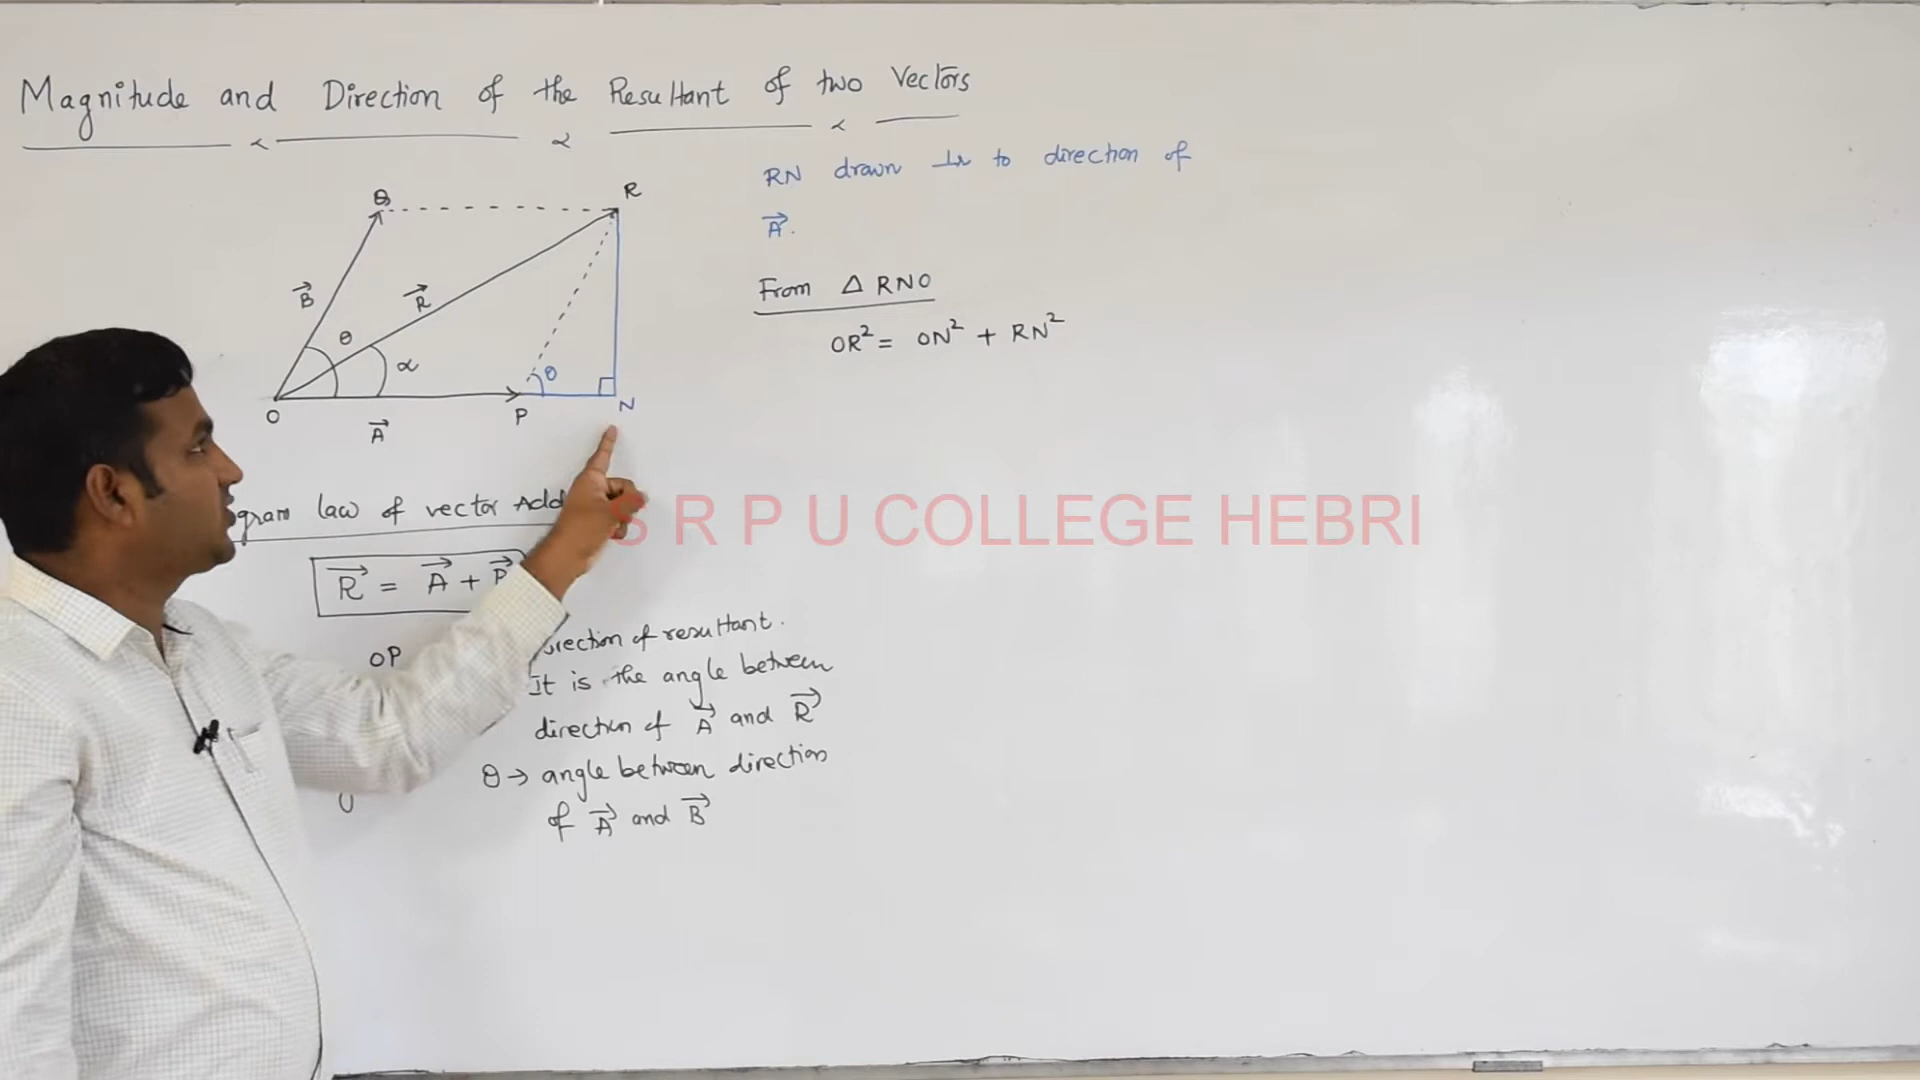 Magnitude and Direction of the Resultant of two Vectors
RN drawn ⊥r to direction of
A⃗.
From △ RNO
OR² = ON² + RN²
Q
R
B⃗
R⃗
θ
α
θ
O
P
N
A⃗
gram law of vector Add
S R P U COLLEGE HEBRI
R⃗ = A⃗ +
OP
irection of resultant.
It is the angle between
direction of A⃗ and R⃗
θ → angle between direction
of A⃗ and B⃗